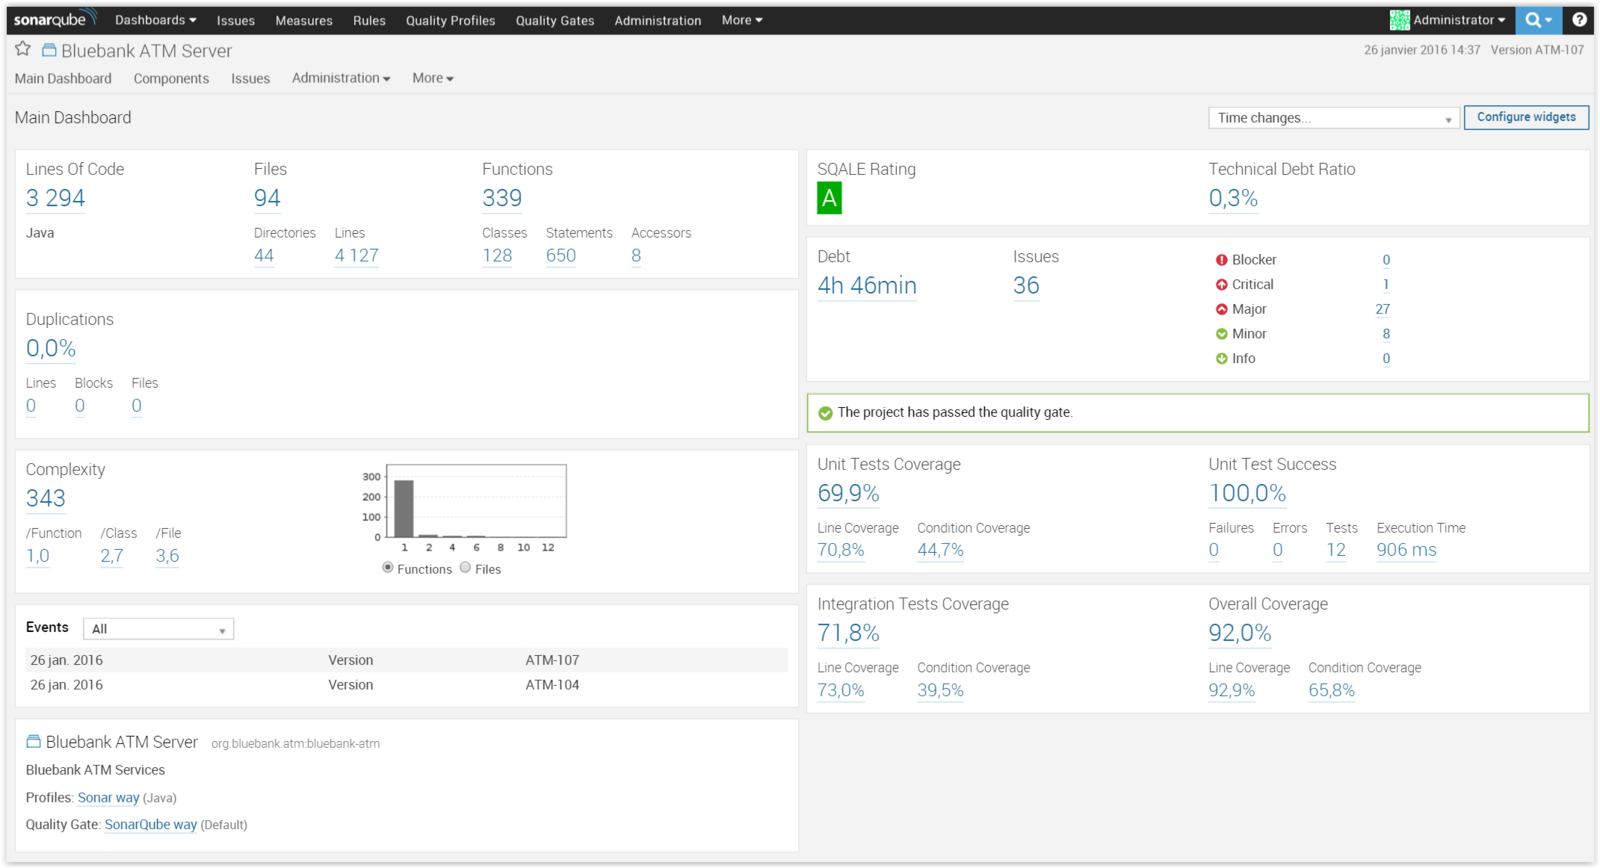 sonarqube Dashboards Issues Measures Rules Quality Profiles Quality Gates Administration More Administrator ?
Bluebank ATM Server 26 janvier 2016 14:37 Version ATM-107
Main Dashboard Components Issues Administration More
Main Dashboard Time changes... Configure widgets
Lines Of Code Files Functions
3 294 94 339
Java Directories Lines Classes Statements Accessors
44 4 127 128 650 8
Duplications
0,0%
Lines Blocks Files
0 0 0
Complexity
343
/Function /Class /File
1,0 2,7 3,6
300
200
100
0
1 2 4 6 8 10 12
Functions Files
Events All
26 jan. 2016 Version ATM-107
26 jan. 2016 Version ATM-104
Bluebank ATM Server org.bluebank.atm:bluebank-atm
Bluebank ATM Services
Profiles: Sonar way (Java)
Quality Gate: SonarQube way (Default)
SQALE Rating Technical Debt Ratio
A 0,3%
Debt Issues
4h 46min 36
Blocker 0
Critical 1
Major 27
Minor 8
Info 0
The project has passed the quality gate.
Unit Tests Coverage Unit Test Success
69,9% 100,0%
Line Coverage Condition Coverage Failures Errors Tests Execution Time
70,8% 44,7% 0 0 12 906 ms
Integration Tests Coverage Overall Coverage
71,8% 92,0%
Line Coverage Condition Coverage Line Coverage Condition Coverage
73,0% 39,5% 92,9% 65,8%